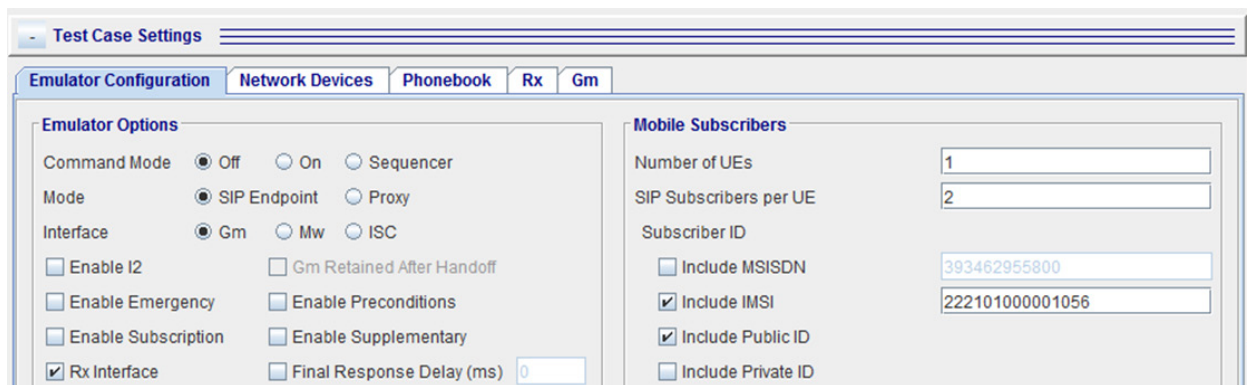 - Test Case Settings
Emulator Configuration Network Devices Phonebook Rx Gm
Emulator Options
Command Mode Off On Sequencer
Mode SIP Endpoint Proxy
Interface Gm Mw ISC
Enable I2 Gm Retained After Handoff
Enable Emergency Enable Preconditions
Enable Subscription Enable Supplementary
Rx Interface Final Response Delay (ms) 0
Mobile Subscribers
Number of UEs 1
SIP Subscribers per UE 2
Subscriber ID
Include MSISDN 393462955800
Include IMSI 222101000001056
Include Public ID
Include Private ID